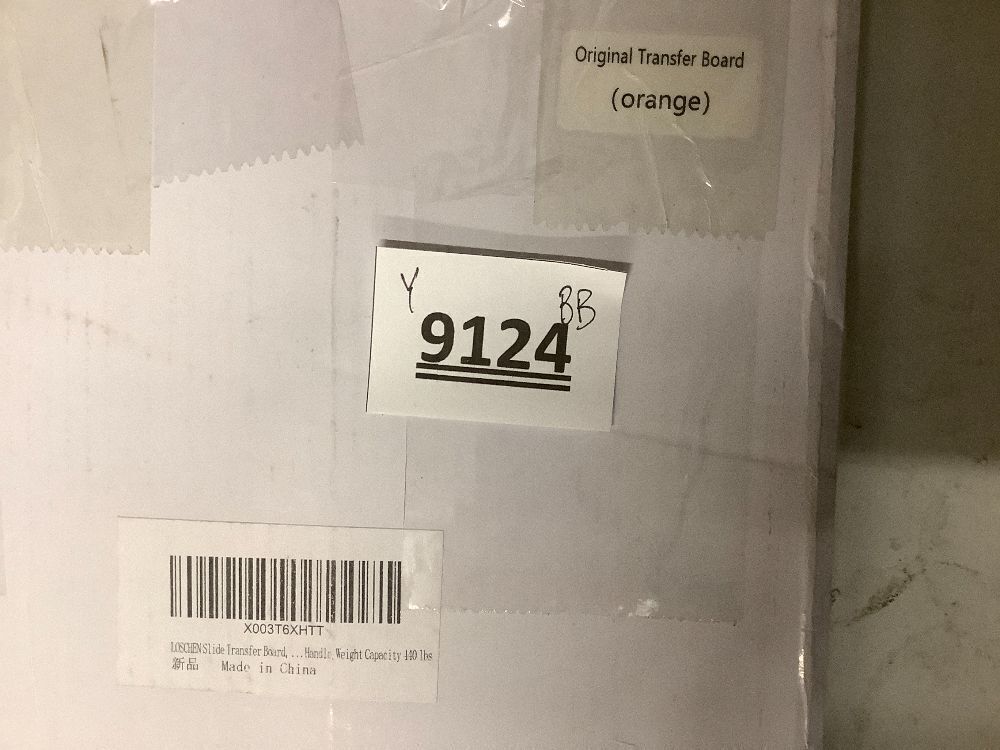 Original Transfer Board
(orange)
Y
BB
9124
X003T6XHTT
LOSCHEN Slide Transfer Board, ... Handle, Weight Capacity 440 lbs
新品 Made in China